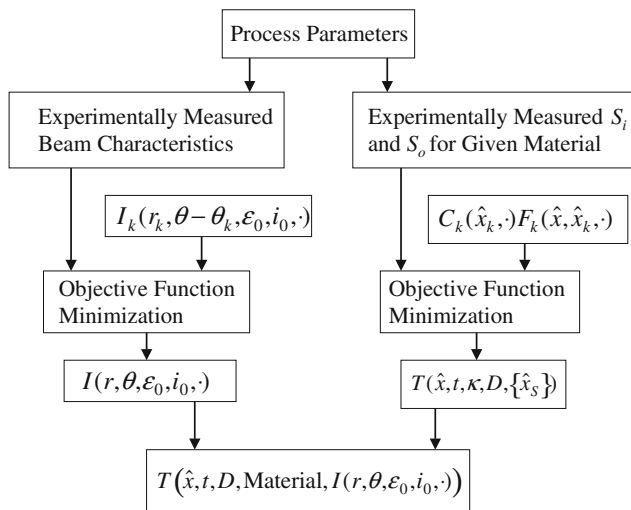 Process Parameters
Experimentally Measured
Beam Characteristics
Experimentally Measured S_i
and S_o for Given Material
I_k(r_k,θ−θ_k,ε_0,i_0,·)
C_k(x̂_k,·)F_k(x̂,x̂_k,·)
Objective Function
Minimization
Objective Function
Minimization
I(r,θ,ε_0,i_0,·)
T(x̂,t,κ,D,{x̂_S})
T(x̂,t,D,Material,I(r,θ,ε_0,i_0,·))